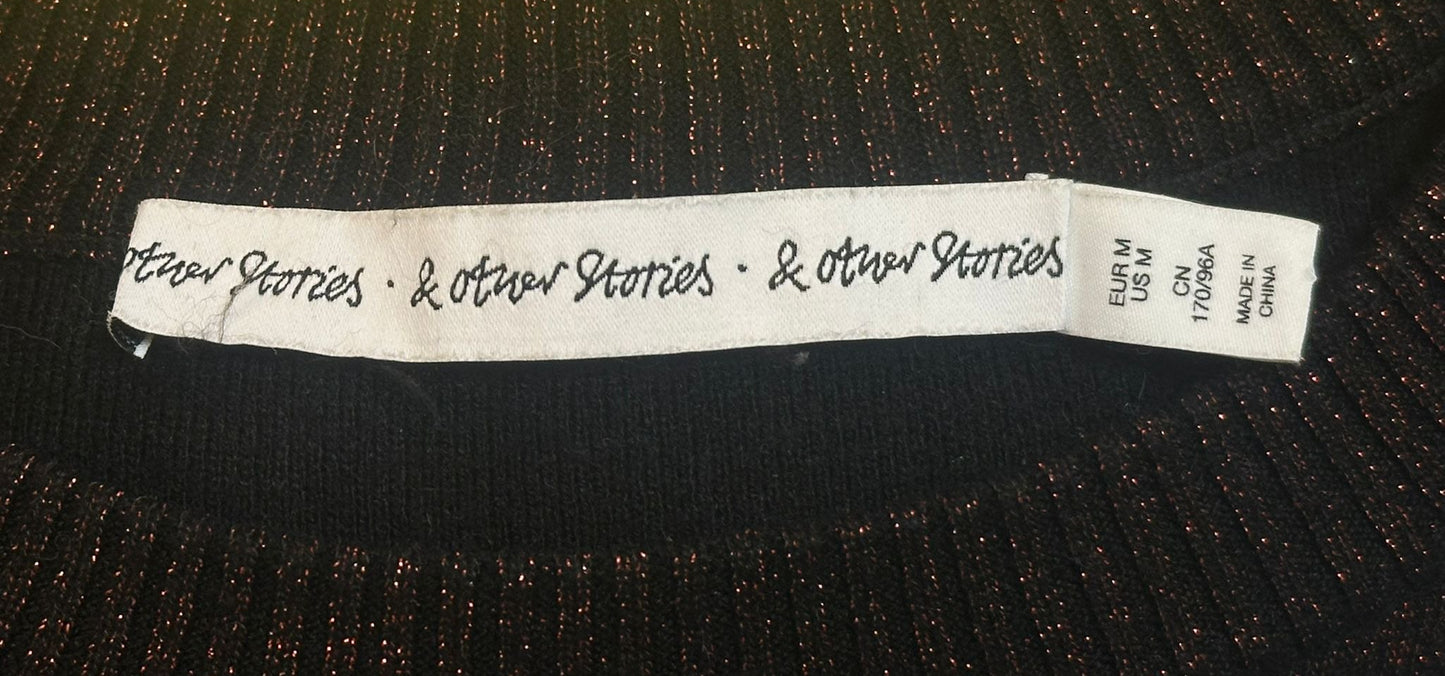 other Stories · & other Stories · & other Stories
EUR M
US M
CN
170/96A
MADE IN
CHINA